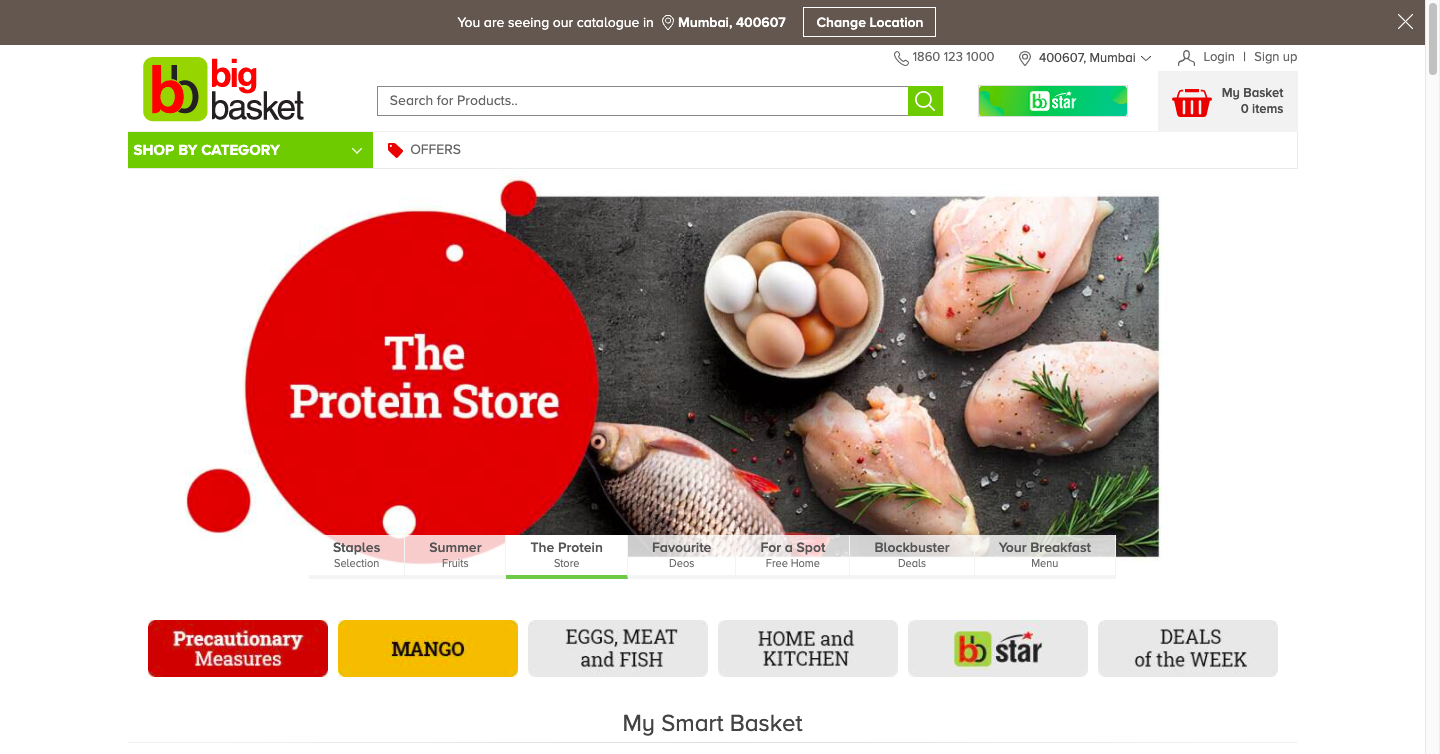 You are seeing our catalogue in Mumbai, 400607 Change Location
1860 123 1000 400607, Mumbai Login | Sign up
bb big
basket
Search for Products..
bb star
My Basket
0 items
SHOP BY CATEGORY
OFFERS
The
Protein Store
Staples
Selection
Summer
Fruits
The Protein
Store
Favourite
Deos
For a Spot
Free Home
Blockbuster
Deals
Your Breakfast
Menu
Precautionary
Measures
MANGO
EGGS, MEAT
and FISH
HOME and
KITCHEN
bb star
DEALS
of the WEEK
My Smart Basket